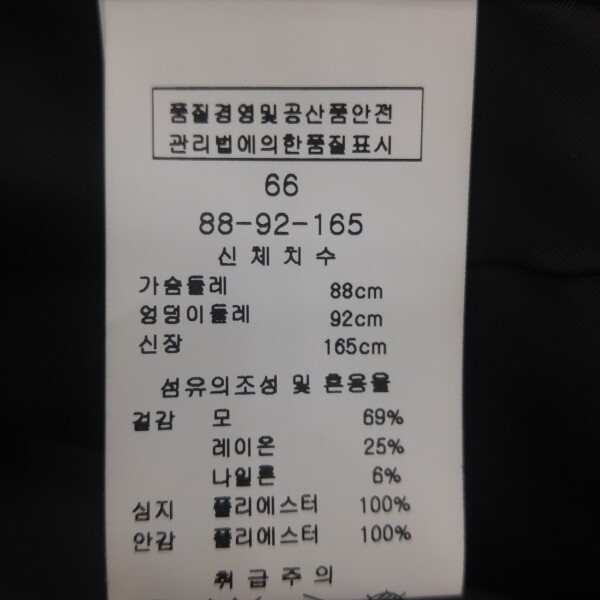 품질경영및공산품안전
관리법에의한품질표시
66
88-92-165
신체치수
가슴둘레 88cm
엉덩이둘레 92cm
신장 165cm
섬유의조성 및 혼용율
겉감 모 69%
레이온 25%
나일론 6%
심지 폴리에스터 100%
안감 폴리에스터 100%
취급주의